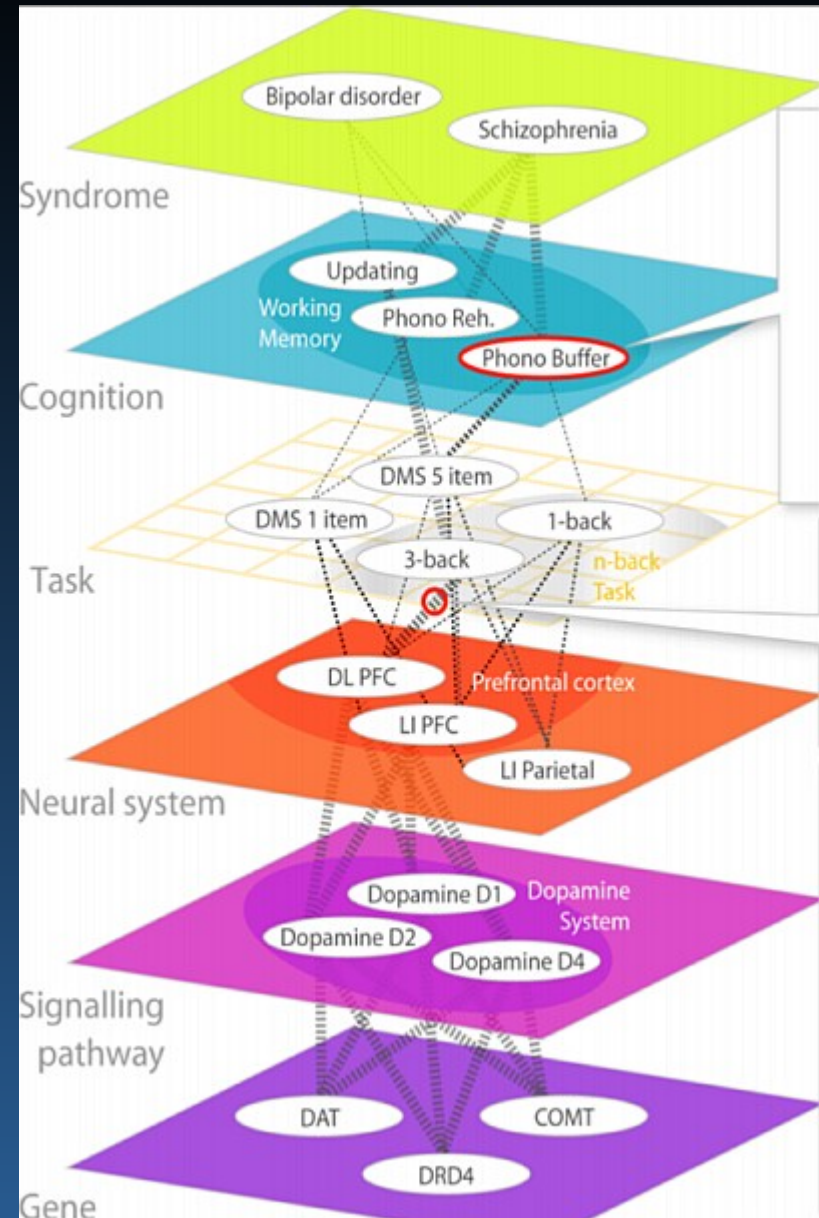 Bipolar disorder
Schizophrenia
Syndrome
Updating
Working
Memory
Phono Reh.
Phono Buffer
Cognition
DMS 5 item
DMS 1 item
1-back
3-back
n-back
Task
Task
DL PFC
Prefrontal cortex
LI PFC
LI Parietal
Neural system
Dopamine D1
Dopamine
System
Dopamine D2
Dopamine D4
Signalling
pathway
DAT
COMT
DRD4
Gene